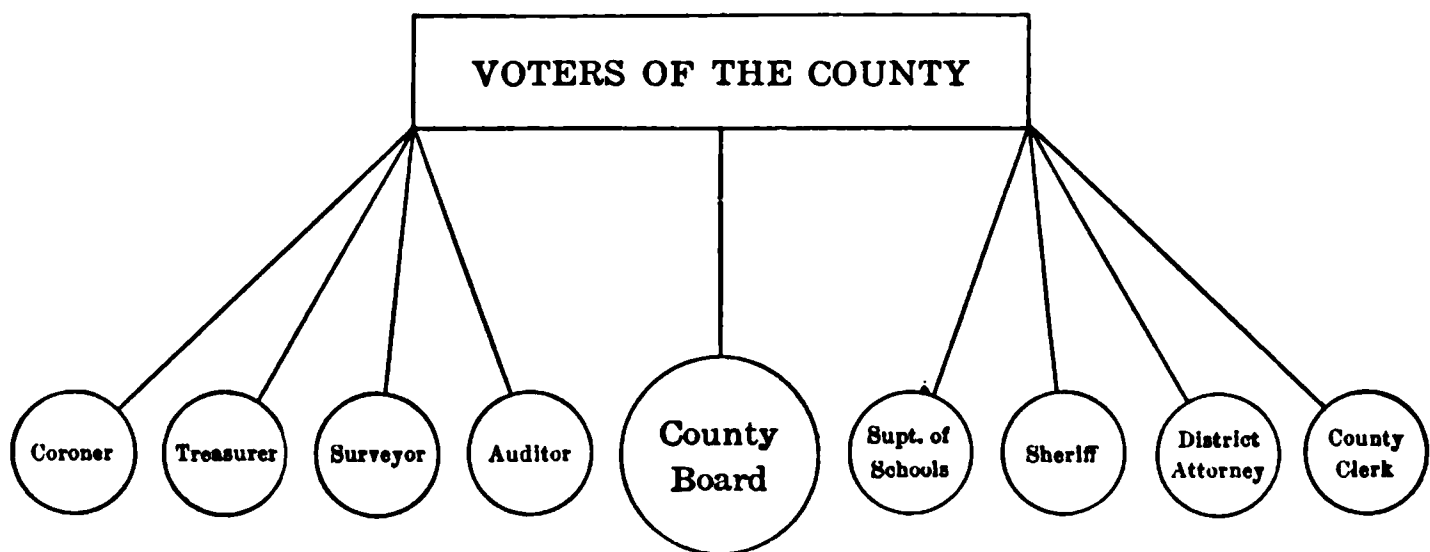 VOTERS OF THE COUNTY
Coroner
Treasurer
Surveyor
Auditor
County
Board
Supt. of
Schools
Sheriff
District
Attorney
County
Clerk